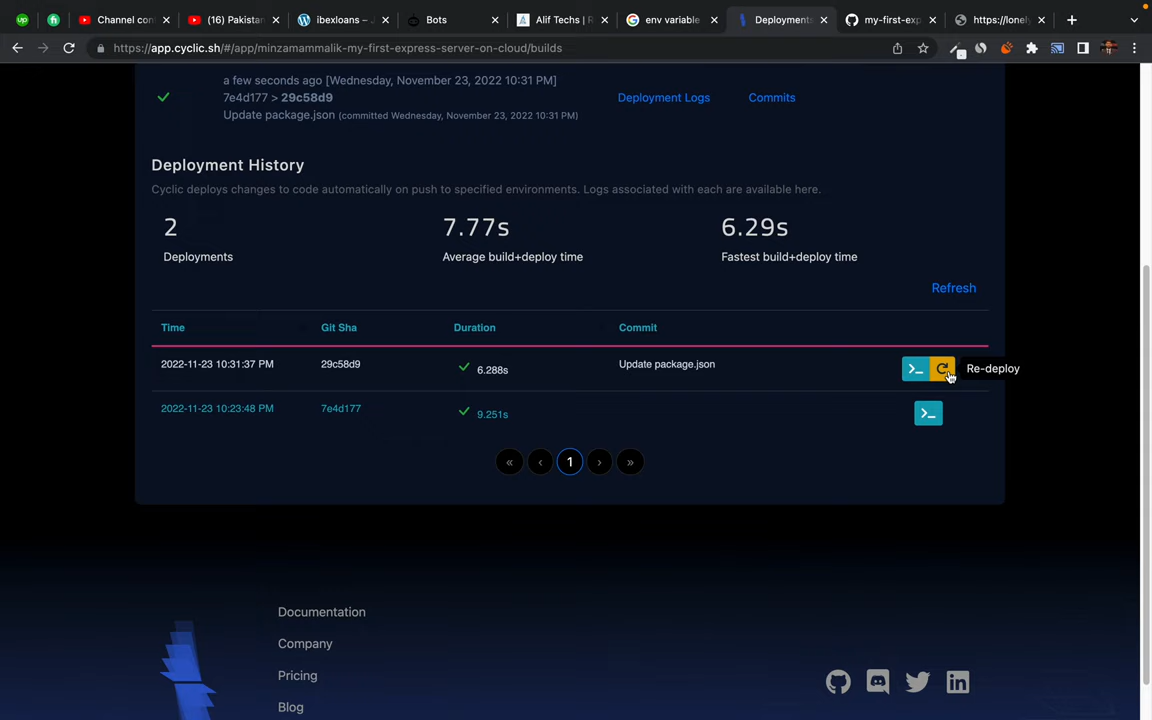 Channel con
(16) Pakistan
ibexloans – J
Bots
Alif Techs | R
env variable
Deployments
my-first-exp
https://lonely
https://app.cyclic.sh/#/app/minzamammalik-my-first-express-server-on-cloud/builds
a few seconds ago [Wednesday, November 23, 2022 10:31 PM]
7e4d177 > 29c58d9
Deployment Logs
Commits
Update package.json (committed Wednesday, November 23, 2022 10:31 PM)
Deployment History
Cyclic deploys changes to code automatically on push to specified environments. Logs associated with each are available here.
2
7.77s
6.29s
Deployments
Average build+deploy time
Fastest build+deploy time
Refresh
Time Git Sha Duration Commit
2022-11-23 10:31:37 PM 29c58d9 6.288s Update package.json
Re-deploy
2022-11-23 10:23:48 PM 7e4d177 9.251s
« ‹ 1 › »
Documentation
Company
Pricing
Blog